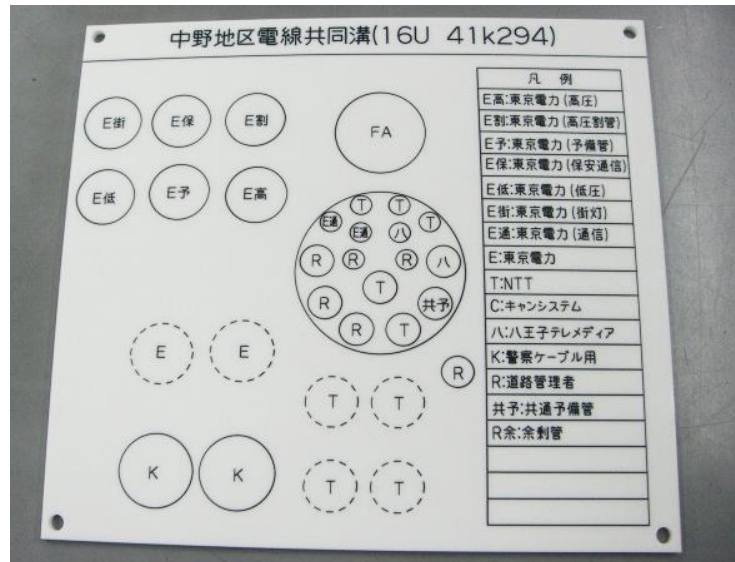 中野地区電線共同溝(16U 41k294)
E街 E保 E割
FA
E低 E予 E高
T T
E通 E通 ハ T
R R R ハ
T
R 共予
R T
E E
R
T T
K K
T T
凡 例
E高:東京電力(高圧)
E割:東京電力(高圧割管)
E予:東京電力(予備管)
E保:東京電力(保安通信)
E低:東京電力(低圧)
E街:東京電力(街灯)
E通:東京電力(通信)
E:東京電力
T:NTT
C:キャンシステム
ハ:八王子テレメディア
K:警察ケーブル用
R:道路管理者
共予:共通予備管
R余:余剰管